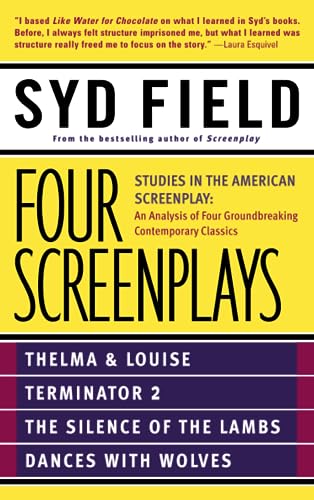 "I based Like Water for Chocolate on what I learned in Syd's books.
Before, I always felt structure imprisoned me, but what I learned was
structure really freed me to focus on the story." —Laura Esquivel
SYD FIELD
From the bestselling author of Screenplay
FOUR
STUDIES IN THE AMERICAN
SCREENPLAY:
An Analysis of Four Groundbreaking
Contemporary Classics
SCREENPLAYS
THELMA & LOUISE
TERMINATOR 2
THE SILENCE OF THE LAMBS
DANCES WITH WOLVES